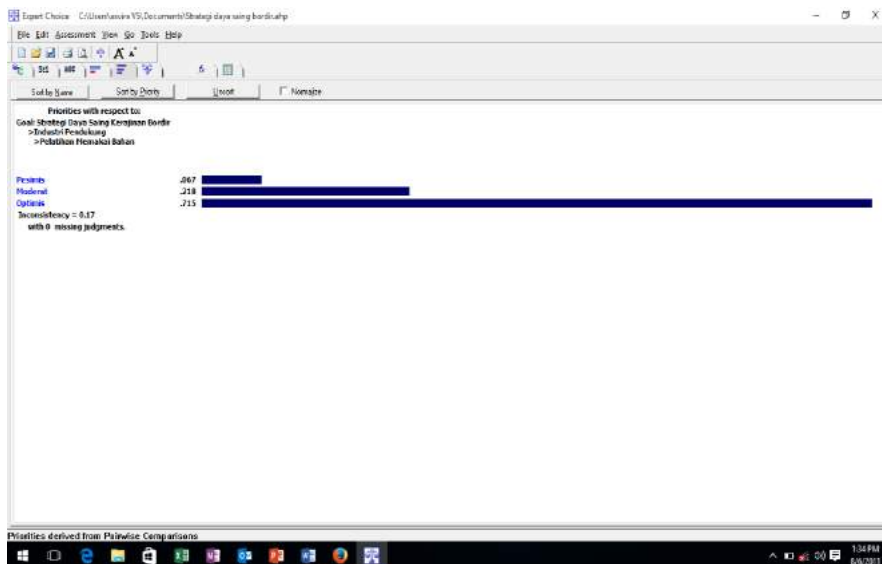 Expert Choice C:\Users\
Documents\Strategi daya saing bordir.ahp
File Edit Assessment View Go Tools Help
Sort by Name Sort by Priority Unsort Normalize
Priorities with respect to:
Goal: Strategi Daya Saing Kerajinan Bordir
>Industri Pendukung
>Pelatihan Memakai Bahan
Pesimis .067
Moderat .218
Optimis .715
Inconsistency = 0.17
with 0 missing judgments.
Priorities derived from Pairwise Comparisons
1:34 PM